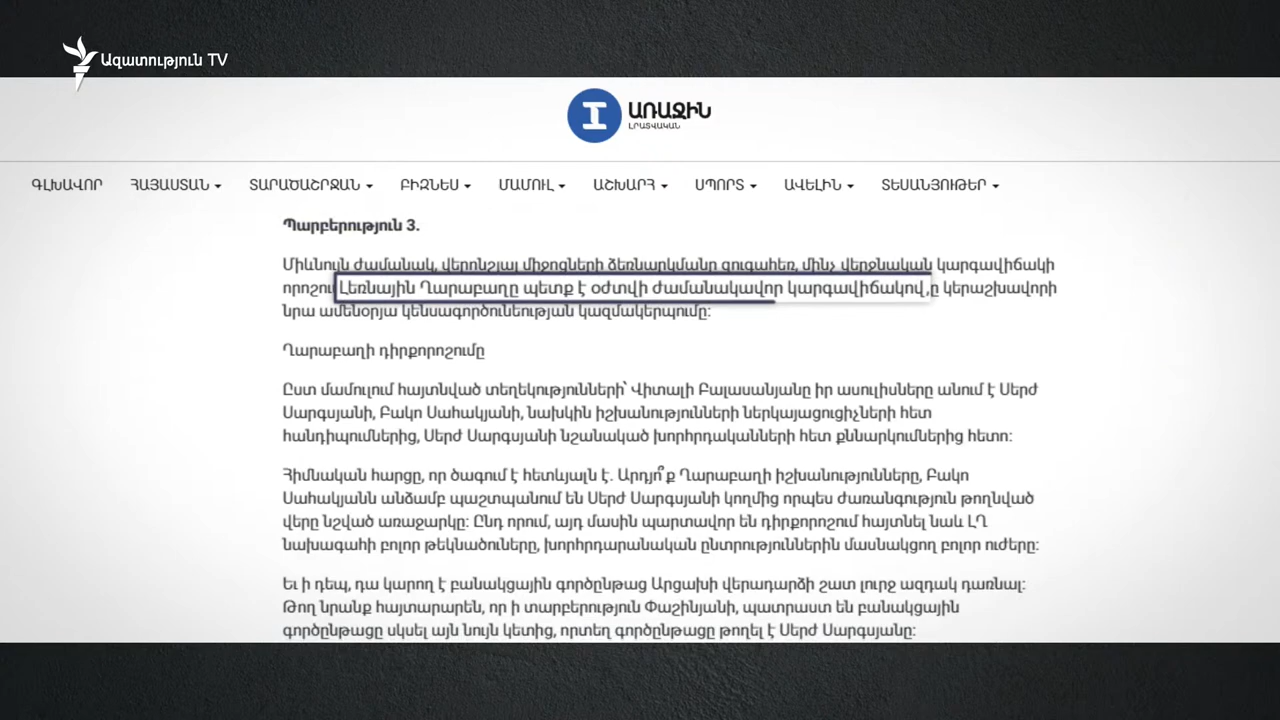 Ազատություն TV
ԱՌԱՋԻՆ
ԼՐԱՏՎԱԿԱՆ
ԳԼԽԱՎՈՐ ՀԱՅԱՍՏԱՆ ՏԱՐԱԾԱՇՐՋԱՆ ԲԻԶՆԵՍ ՄԱՄՈՒԼ ԱՇԽԱՐՀ ՍՊՈՐՏ ԱՎԵԼԻՆ ՏԵՍԱՆՅՈՒԹԵՐ
Պարբերություն 3.
Միևնույն ժամանակ, վերոնշյալ միջոցների ձեռնարկմանը զուգահեռ, մինչ վերջնական կարգավիճակի
որոշու Լեռնային Ղարաբաղը պետք է օժտվի ժամանակավոր կարգավիճակով, ը կերաշխավորի
նրա ամենօրյա կենսագործունեության կազմակերպումը:
Ղարաբաղի դիրքորոշումը
Ըստ մամուլում հայտնված տեղեկությունների՝ Վիտալի Բալասանյանը իր ասուլիսները անում է Սերժ
Սարգսյանի, Բակո Սահակյանի, նախկին իշխանությունների ներկայացուցիչների հետ
հանդիպումներից, Սերժ Սարգսյանի նշանակած խորհրդականների հետ քննարկումներից հետո:
Հիմնական հարցը, որ ծագում է հետևյալն է. Արդյո՞ք Ղարաբաղի իշխանությունները, Բակո
Սահակյանն անձամբ պաշտպանում են Սերժ Սարգսյանի կողմից որպես ժառանգություն թողնված
վերը նշված առաջարկը: Ընդ որում, այդ մասին պարտավոր են դիրքորոշում հայտնել նաև ԼՂ
նախագահի բոլոր թեկնածուները, խորհրդարանական ընտրություններին մասնակցող բոլոր ուժերը:
Եւ ի դեպ, դա կարող է բանակցային գործընթաց Արցախի վերադարձի շատ լուրջ ազդակ դառնալ:
Թող նրանք հայտարարեն, որ ի տարբերություն Փաշինյանի, պատրաստ են բանակցային
գործընթացը սկսել այն նույն կետից, որտեղ գործընթացը թողել է Սերժ Սարգսյանը: